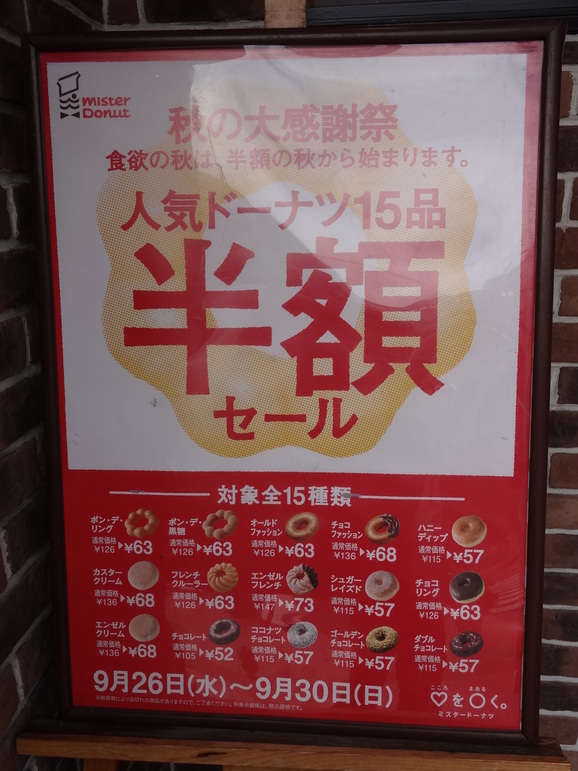 mister Donut
秋の大感謝祭
食欲の秋は、半額の秋から始まります。
人気ドーナツ15品
半額
セール
対象全15種類
ポン・デ・リング 通常価格 ¥126 ▶ ¥63
ポン・デ・黒糖 通常価格 ¥126 ▶ ¥63
オールドファッション 通常価格 ¥126 ▶ ¥63
チョコファッション 通常価格 ¥136 ▶ ¥68
ハニーディップ 通常価格 ¥115 ▶ ¥57
カスタークリーム 通常価格 ¥136 ▶ ¥68
フレンチクルーラー 通常価格 ¥126 ▶ ¥63
エンゼルフレンチ 通常価格 ¥147 ▶ ¥73
シュガーレイズド 通常価格 ¥115 ▶ ¥57
チョコリング 通常価格 ¥126 ▶ ¥63
エンゼルクリーム 通常価格 ¥136 ▶ ¥68
チョコレート 通常価格 ¥105 ▶ ¥52
ココナツチョコレート 通常価格 ¥115 ▶ ¥57
ゴールデンチョコレート 通常価格 ¥115 ▶ ¥57
ダブルチョコレート 通常価格 ¥115 ▶ ¥57
9月26日(水)〜9月30日(日)
こころ まある
♡を○く。
ミスタードーナツ